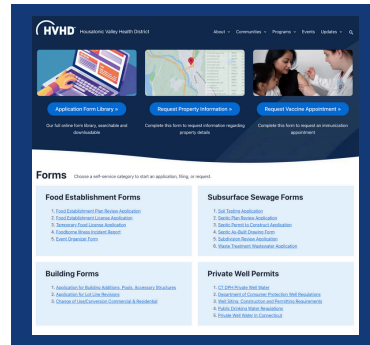 HVHD Housatonic Valley Health District
About Communities Programs Events Updates
Application Form Library »
Request Property Information »
Request Vaccine Appointment »
Our full online form library, searchable and
downloadable
Complete this form to request information regarding
property details
Complete this form to request an immunization
appointment
Forms Choose a self-service category to start an application, filing, or request.
Food Establishment Forms
1. Food Establishment Plan Review Application
2. Food Establishment License Application
3. Temporary Food License Application
4. Foodborne Illness Incident Report
5. Event Organizer Form
Subsurface Sewage Forms
1. Soil Testing Application
2. Septic Plan Review Application
3. Septic Permit to Construct Application
4. Septic As-Built Drawing Form
5. Subdivision Review Application
6. Waste Treatment Wastewater Application
Building Forms
1. Application for Building Additions, Pools, Accessory Structures
2. Application for Lot Line Revisions
3. Change of Use/Conversion Commercial & Residential
Private Well Permits
1. CT DPH Private Well Water
2. Department of Consumer Protection Well Regulations
3. Well Siting, Construction and Permitting Requirements
4. Public Drinking Water Regulations
5. Private Well Water in Connecticut